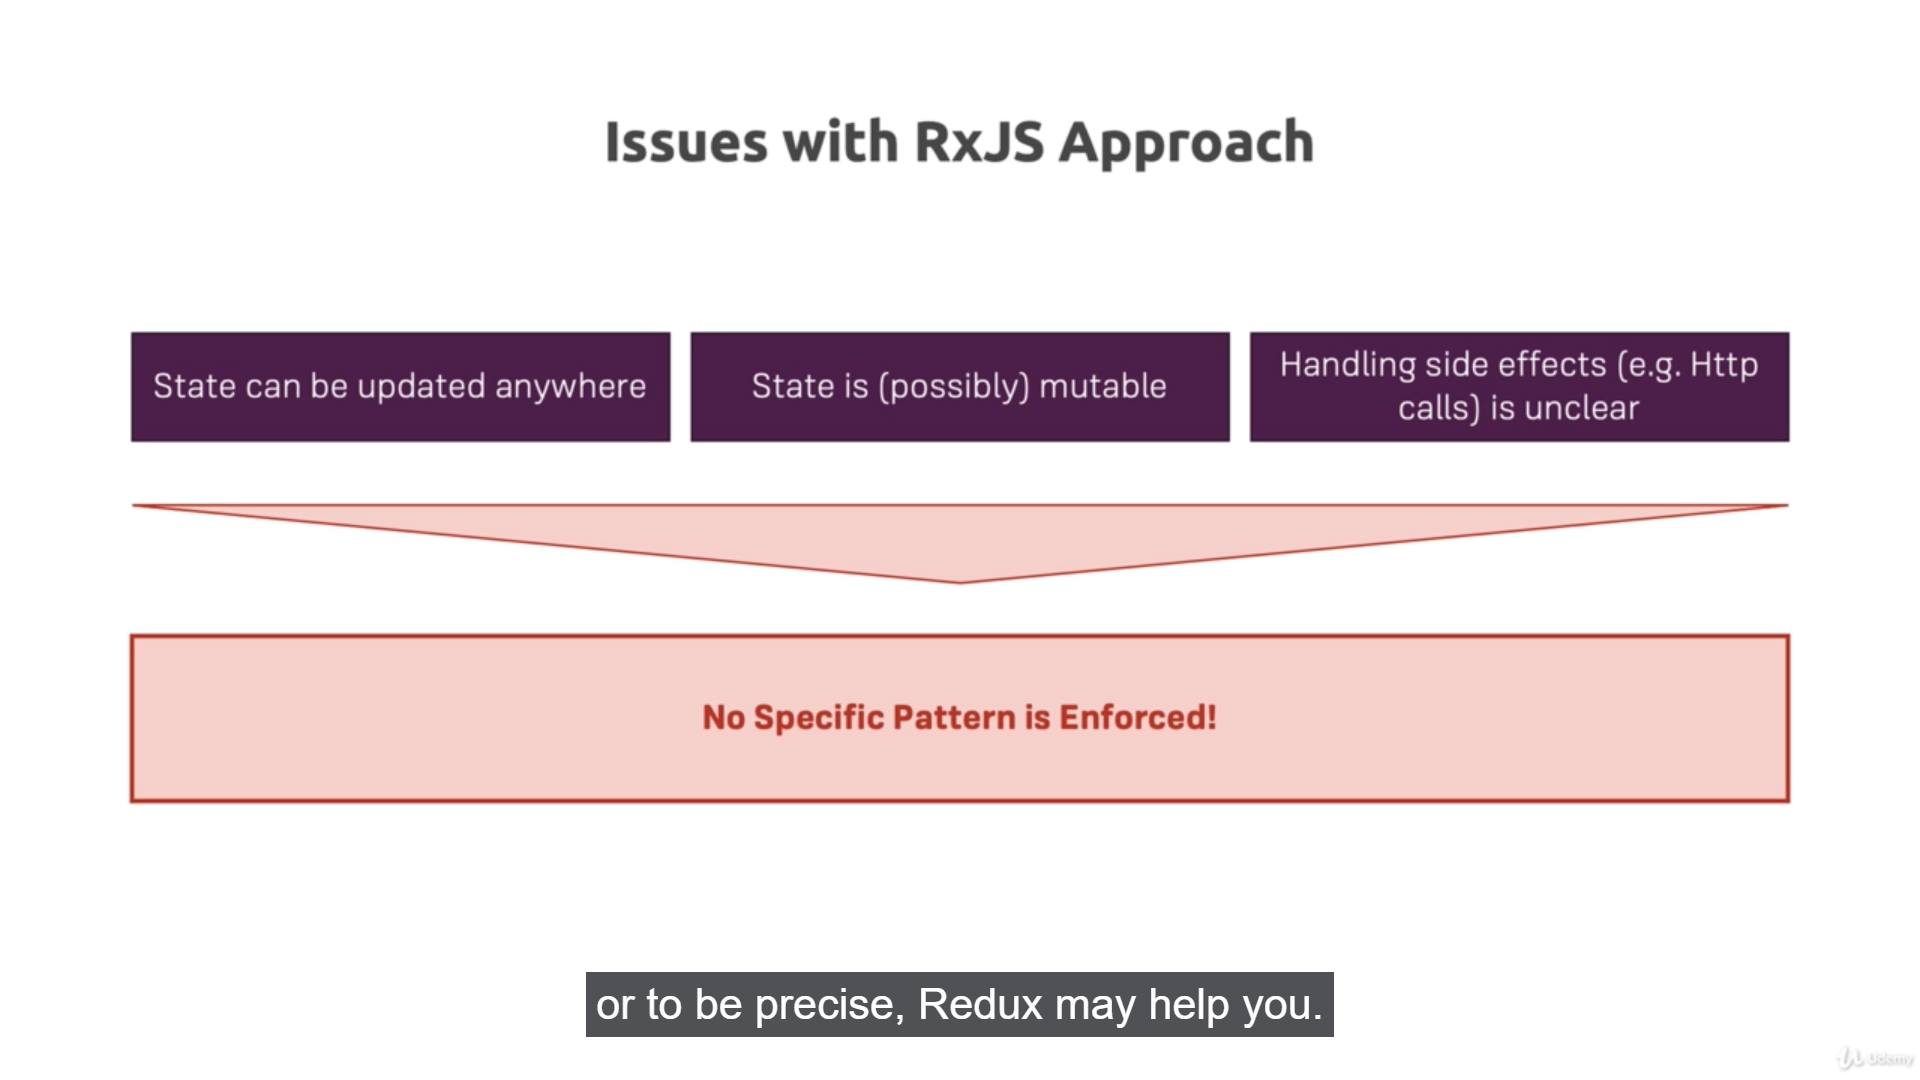 Issues with RxJS Approach
State can be updated anywhere
State is (possibly) mutable
Handling side effects (e.g. Http
calls) is unclear
No Specific Pattern is Enforced!
or to be precise, Redux may help you.
Udemy